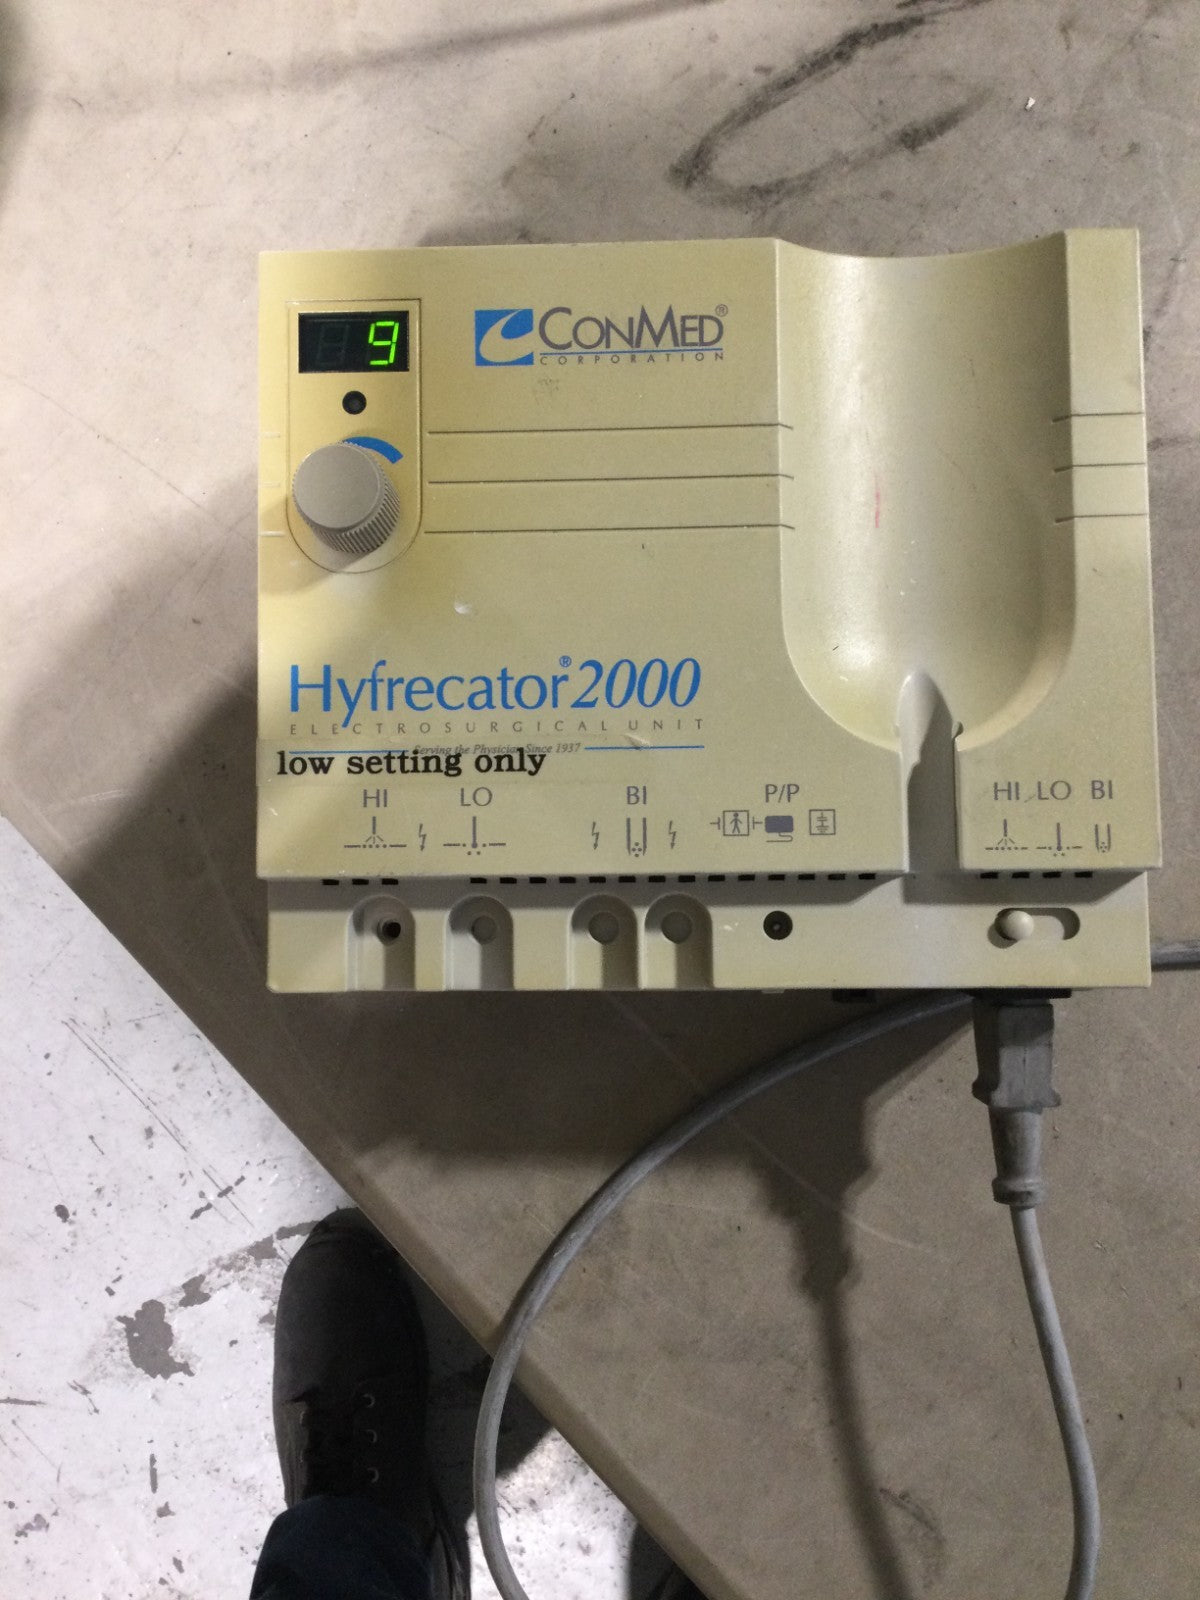 9
CONMED®
CORPORATION
Hyfrecator®2000
ELECTROSURGICAL UNIT
Serving the Physician Since 1937
low setting only
HI LO BI P/P HI LO BI